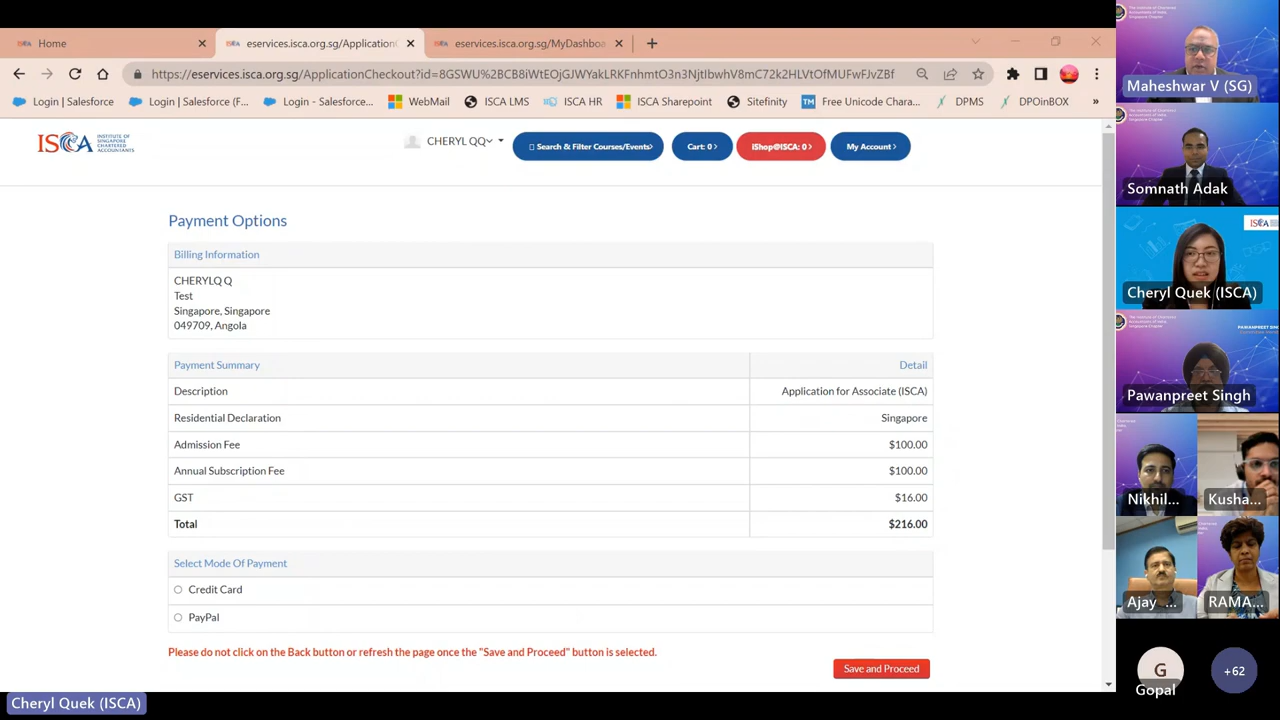 Home
eservices.isca.org.sg/Application
eservices.isca.org.sg/MyDashboa
https://eservices.isca.org.sg/ApplicationCheckout?id=8GSWU%2BCB8iWtEOjGJWYakLRKFnhmtO3n3NjtIbwhV8mC72k2HLVtOfMUFwFJvZBf
Login | Salesforce
Login | Salesforce (F...
Login - Salesforce...
WebMail
ISCA LMS
ISCA HR
ISCA Sharepoint
Sitefinity
Free Unicode Chara...
DPMS
DPOinBOX
»
ISCA INSTITUTE OF
SINGAPORE
CHARTERED
ACCOUNTANTS
CHERYL QQ
Search & Filter Courses/Events
Cart: 0
iShop@ISCA: 0
My Account
Payment Options
Billing Information
CHERYLQ Q
Test
Singapore, Singapore
049709, Angola
Payment Summary Detail
Description Application for Associate (ISCA)
Residential Declaration Singapore
Admission Fee $100.00
Annual Subscription Fee $100.00
GST $16.00
Total $216.00
Select Mode Of Payment
Credit Card
PayPal
Please do not click on the Back button or refresh the page once the "Save and Proceed" button is selected.
Save and Proceed
Cheryl Quek (ISCA)
Maheshwar V (SG)
Somnath Adak
ISCA
Cheryl Quek (ISCA)
Pawanpreet Singh
Nikhil...
Kusha...
Ajay ...
RAMA...
G
Gopal
+62